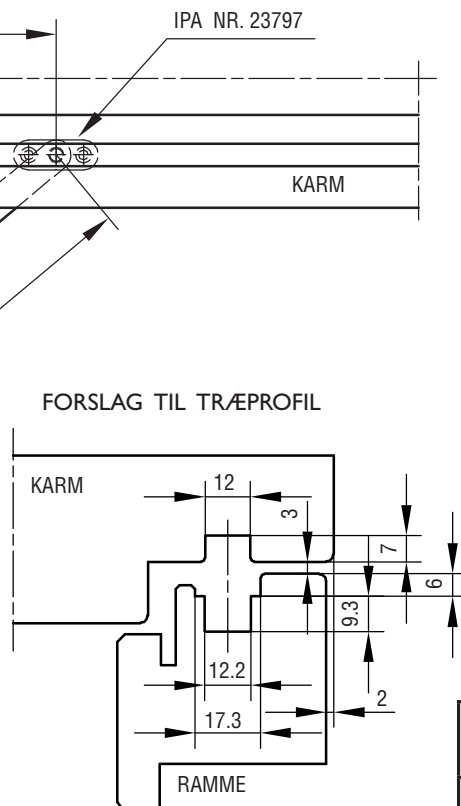 IPA NR. 23797
KARM
FORSLAG TIL TRÆPROFIL
KARM
12
3
7
6
9.3
12.2
2
17.3
RAMME